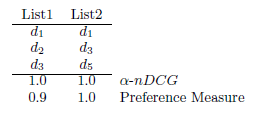 List1 List2
d1 d1
d2 d3
d3 d5
1.0 1.0 α-nDCG
0.9 1.0 Preference Measure